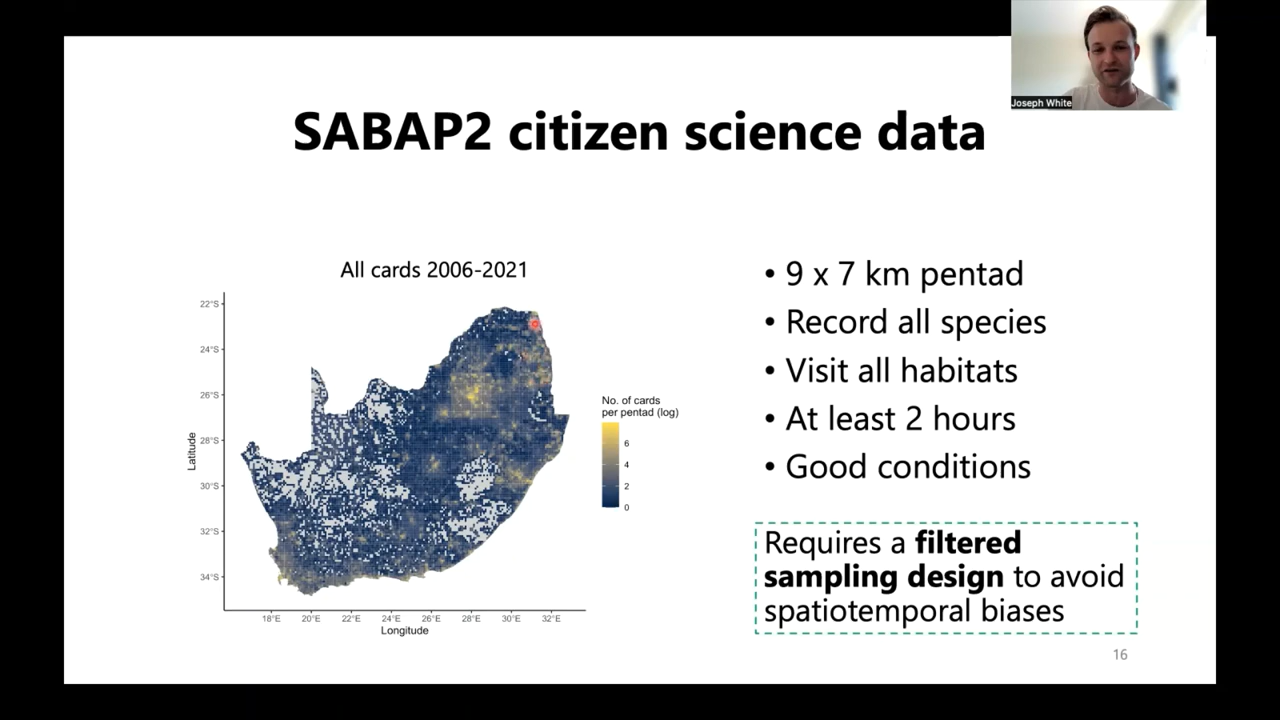 Joseph White
SABAP2 citizen science data
All cards 2006-2021
22°S
24°S
26°S
28°S
30°S
32°S
34°S
Latitude
18°E 20°E 22°E 24°E 26°E 28°E 30°E 32°E
Longitude
No. of cards
per pentad (log)
6
4
2
0
• 9 x 7 km pentad
• Record all species
• Visit all habitats
• At least 2 hours
• Good conditions
Requires a filtered
sampling design to avoid
spatiotemporal biases
16